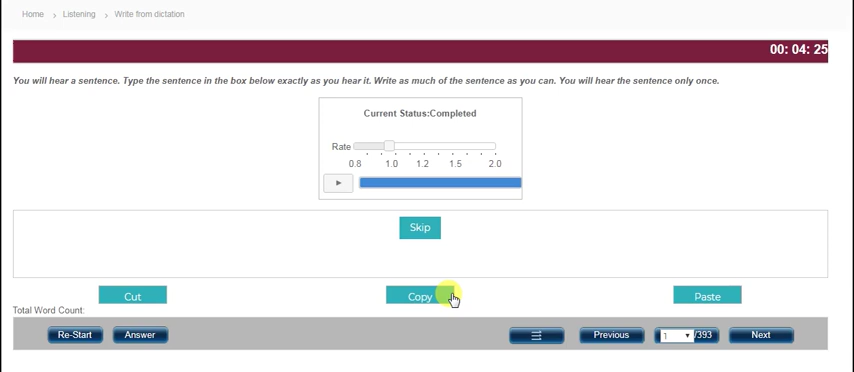 Home > Listening > Write from dictation
00: 04: 25
You will hear a sentence. Type the sentence in the box below exactly as you hear it. Write as much of the sentence as you can. You will hear the sentence only once.
Current Status:Completed
Rate
0.8 1.0 1.2 1.5 2.0
Skip
Cut Copy Paste
Total Word Count:
Re-Start Answer Previous 1 /393 Next